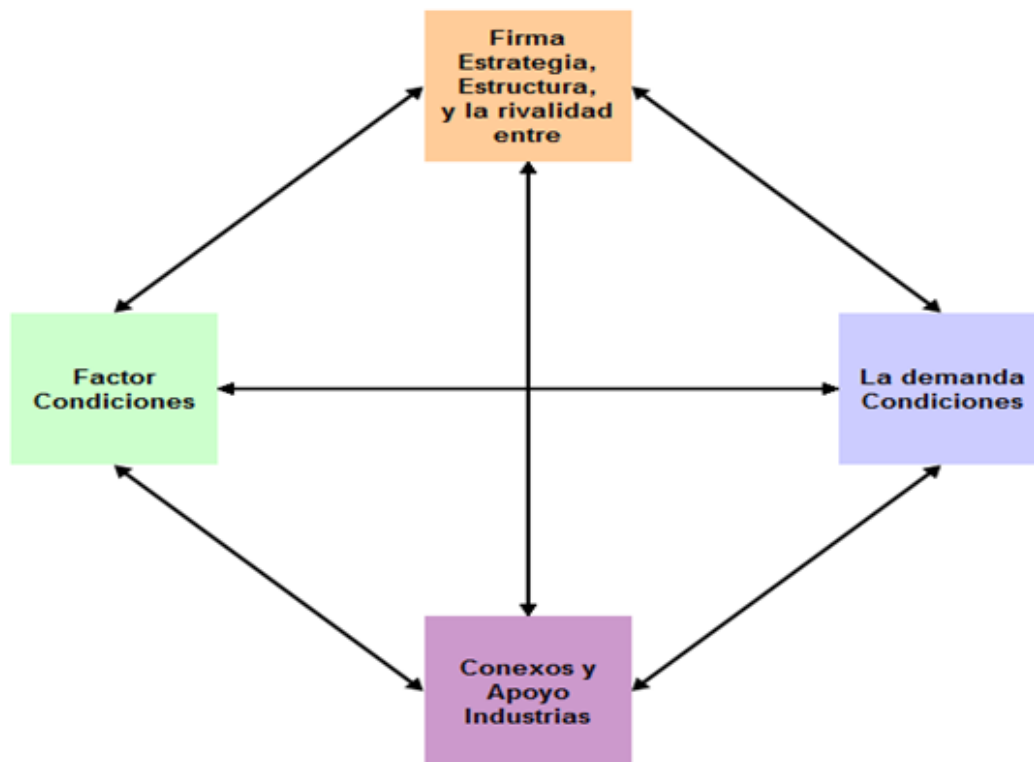 Firma
Estrategia,
Estructura,
y la rivalidad
entre
Factor
Condiciones
La demanda
Condiciones
Conexos y
Apoyo
Industrias